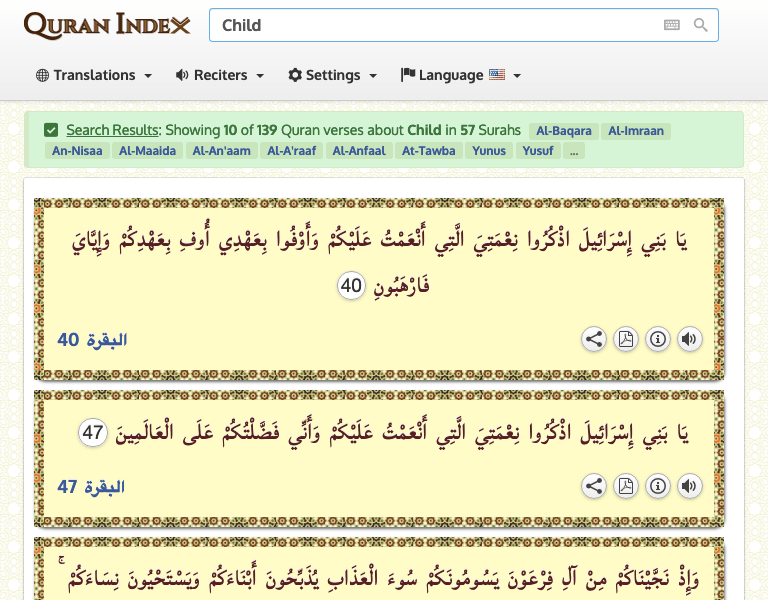 QURAN INDEX
Child
Translations
Reciters
Settings
Language
Search Results: Showing 10 of 139 Quran verses about Child in 57 Surahs Al-Baqara Al-Imraan
An-Nisaa Al-Maaida Al-An'aam Al-A'raaf Al-Anfaal At-Tawba Yunus Yusuf ...
يَا بَنِي إِسْرَائِيلَ اذْكُرُوا نِعْمَتِيَ الَّتِي أَنْعَمْتُ عَلَيْكُمْ وَأَوْفُوا بِعَهْدِي أُوفِ بِعَهْدِكُمْ وَإِيَّايَ
فَارْهَبُونِ 40
البقرة 40
يَا بَنِي إِسْرَائِيلَ اذْكُرُوا نِعْمَتِيَ الَّتِي أَنْعَمْتُ عَلَيْكُمْ وَأَنِّي فَضَّلْتُكُمْ عَلَى الْعَالَمِينَ 47
البقرة 47
وَإِذْ نَجَّيْنَاكُمْ مِنْ آلِ فِرْعَوْنَ يَسُومُونَكُمْ سُوءَ الْعَذَابِ يُذَبِّحُونَ أَبْنَاءَكُمْ وَيَسْتَحْيُونَ نِسَاءَكُمْ ۚ